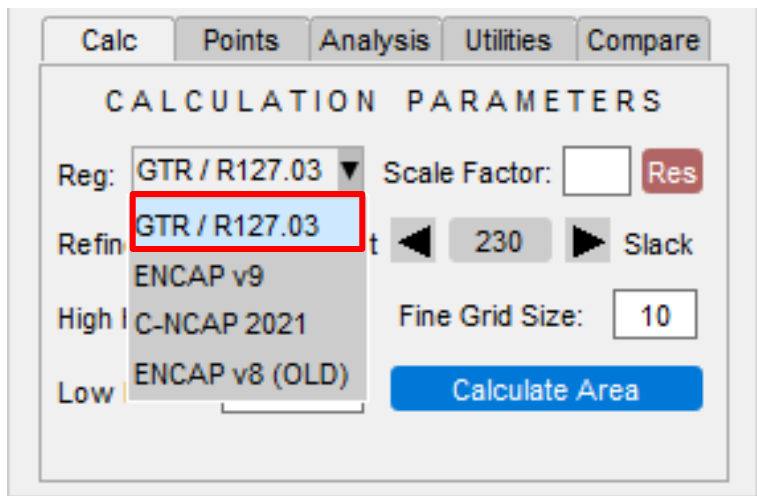 Calc Points Analysis Utilities Compare
CALCULATION PARAMETERS
Reg: GTR / R127.03 Scale Factor: Res
GTR / R127.03
230 Slack
ENCAP v9
High C-NCAP 2021 Fine Grid Size: 10
ENCAP v8 (OLD)
Low Calculate Area